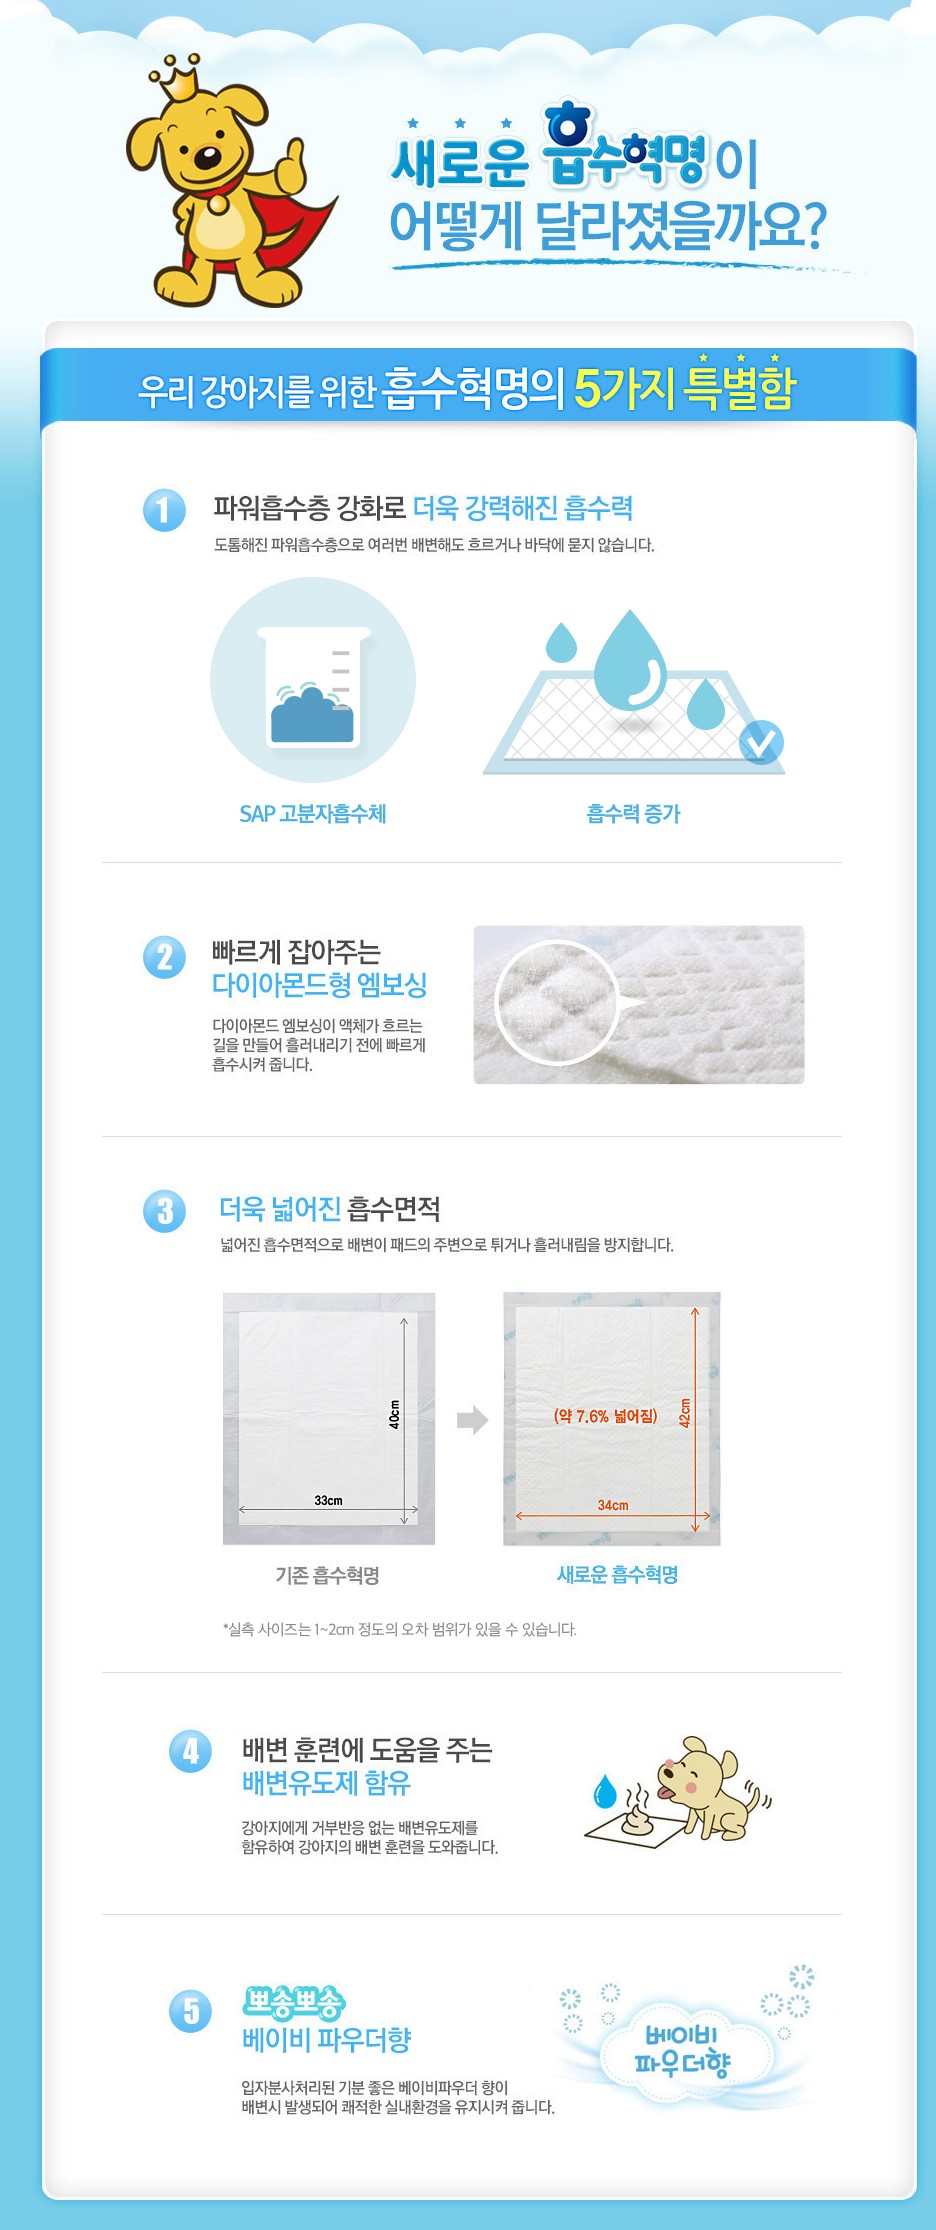 새로운 흡수혁명이
어떻게 달라졌을까요?
우리 강아지를 위한 흡수혁명의 5가지 특별함
1
파워흡수층 강화로 더욱 강력해진 흡수력
도톰해진 파워흡수층으로 여러번 배변해도 흐르거나 바닥에 묻지 않습니다.
SAP 고분자흡수체
흡수력 증가
2
빠르게 잡아주는
다이아몬드형 엠보싱
다이아몬드 엠보싱이 액체가 흐르는
길을 만들어 흘러내리기 전에 빠르게
흡수시켜 줍니다.
3
더욱 넓어진 흡수면적
넓어진 흡수면적으로 배변이 패드의 주변으로 튀거나 흘러내림을 방지합니다.
40cm
33cm
(약 7.6% 넓어짐)
42cm
34cm
기존 흡수혁명
새로운 흡수혁명
*실측 사이즈는 1~2cm 정도의 오차 범위가 있을 수 있습니다.
4
배변 훈련에 도움을 주는
배변유도제 함유
강아지에게 거부반응 없는 배변유도제를
함유하여 강아지의 배변 훈련을 도와줍니다.
5
뽀송뽀송
베이비 파우더향
입자분사처리된 기분 좋은 베이비파우더 향이
배변시 발생되어 쾌적한 실내환경을 유지시켜 줍니다.
베이비
파우더향